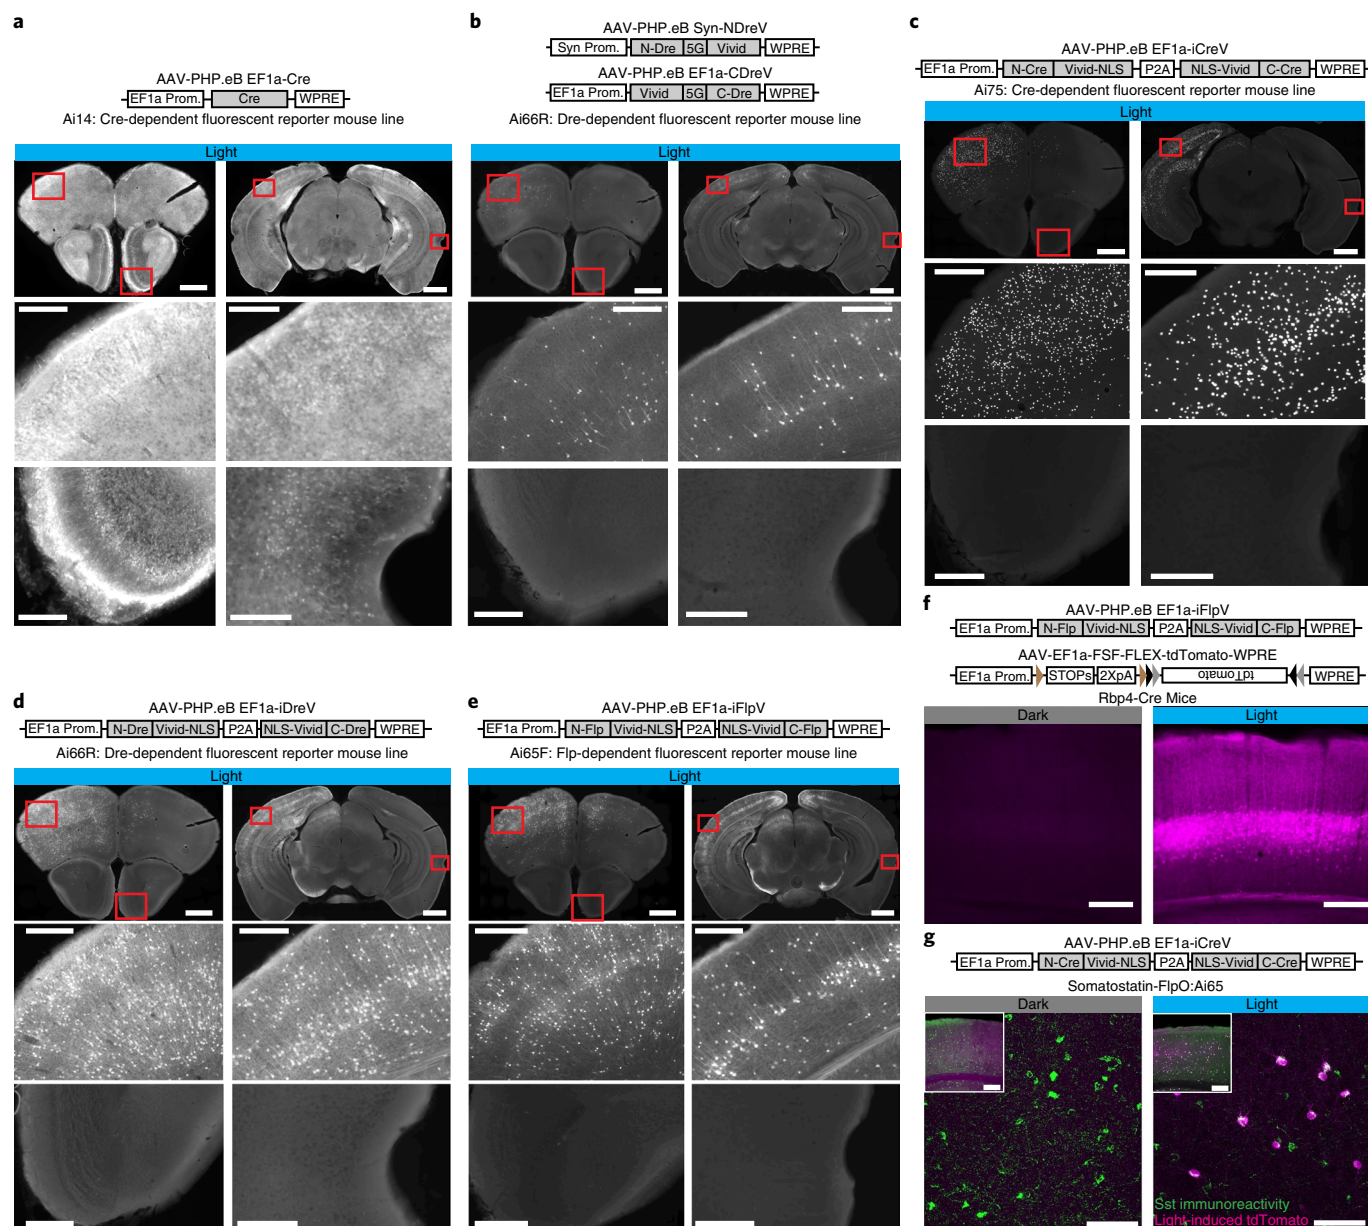 a
AAV-PHP.eB EF1a-Cre
EF1a Prom. Cre WPRE
Ai14: Cre-dependent fluorescent reporter mouse line
Light
b
AAV-PHP.eB Syn-NDreV
Syn Prom. N-Dre 5G Vivid WPRE
AAV-PHP.eB EF1a-CDreV
EF1a Prom. Vivid 5G C-Dre WPRE
Ai66R: Dre-dependent fluorescent reporter mouse line
Light
c
AAV-PHP.eB EF1a-iCreV
EF1a Prom. N-Cre Vivid-NLS P2A NLS-Vivid C-Cre WPRE
Ai75: Cre-dependent fluorescent reporter mouse line
Light
d
AAV-PHP.eB EF1a-iDreV
EF1a Prom. N-Dre Vivid-NLS P2A NLS-Vivid C-Dre WPRE
Ai66R: Dre-dependent fluorescent reporter mouse line
Light
e
AAV-PHP.eB EF1a-iFlpV
EF1a Prom. N-Flp Vivid-NLS P2A NLS-Vivid C-Flp WPRE
Ai65F: Flp-dependent fluorescent reporter mouse line
Light
f
AAV-PHP.eB EF1a-iFlpV
EF1a Prom. N-Flp Vivid-NLS P2A NLS-Vivid C-Flp WPRE
AAV-EF1a-FSF-FLEX-tdTomato-WPRE
EF1a Prom. STOPs 2XpA tdTomato WPRE
Rbp4-Cre Mice
Dark Light
g
AAV-PHP.eB EF1a-iCreV
EF1a Prom. N-Cre Vivid-NLS P2A NLS-Vivid C-Cre WPRE
Somatostatin-FlpO:Ai65
Dark Light
Sst immunoreactivity
Light-induced tdTomato